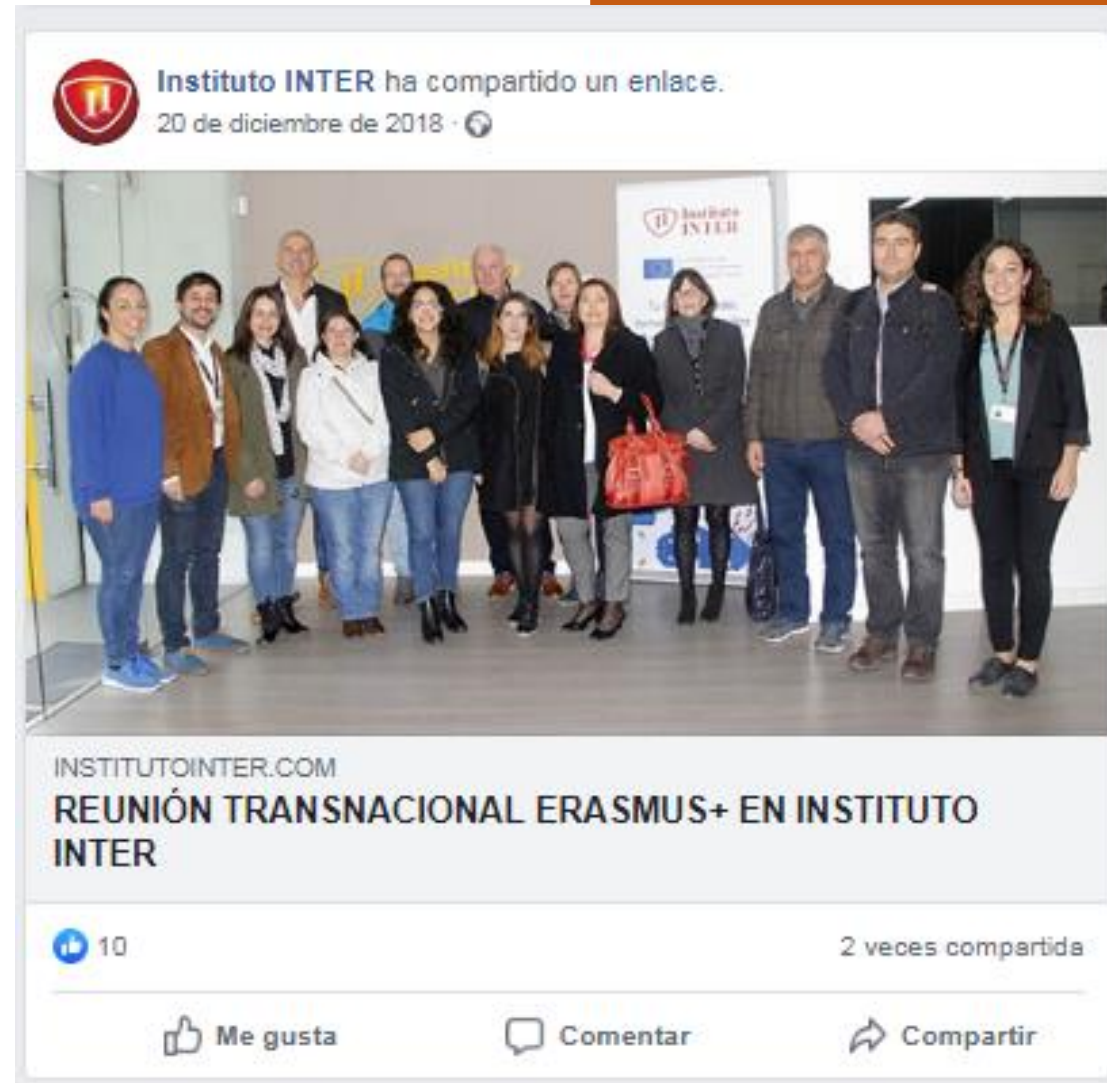 Instituto INTER ha compartido un enlace.
20 de diciembre de 2018 ·
Instituto
INTER
INSTITUTOINTER.COM
REUNIÓN TRANSNACIONAL ERASMUS+ EN INSTITUTO
INTER
10
2 veces compartida
Me gusta
Comentar
Compartir